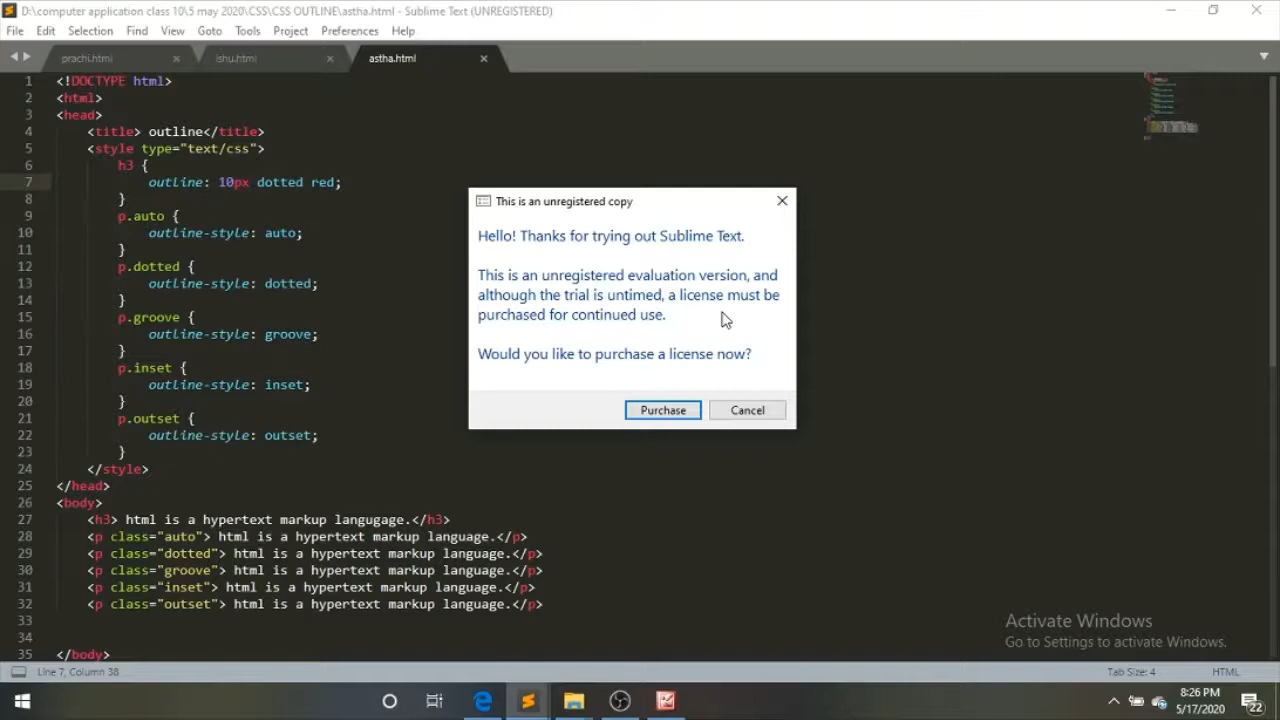 D:\computer application class 10\5 may 2020\CSS\CSS OUTLINE\astha.html - Sublime Text (UNREGISTERED)
File Edit Selection Find View Goto Tools Project Preferences Help
prachi.html ishu.html astha.html
1 <!DOCTYPE html>
2 <html>
3 <head>
4 <title> outline</title>
5 <style type="text/css">
6 h3 {
7 outline: 10px dotted red;
8 }
9 p.auto {
10 outline-style: auto;
11 }
12 p.dotted {
13 outline-style: dotted;
14 }
15 p.groove {
16 outline-style: groove;
17 }
18 p.inset {
19 outline-style: inset;
20 }
21 p.outset {
22 outline-style: outset;
23 }
24 </style>
25 </head>
26 <body>
27 <h3> html is a hypertext markup langugage.</h3>
28 <p class="auto"> html is a hypertext markup language.</p>
29 <p class="dotted"> html is a hypertext markup language.</p>
30 <p class="groove"> html is a hypertext markup language.</p>
31 <p class="inset"> html is a hypertext markup language.</p>
32 <p class="outset"> html is a hypertext markup language.</p>
33
34
35 </body>
This is an unregistered copy
Hello! Thanks for trying out Sublime Text.
This is an unregistered evaluation version, and
although the trial is untimed, a license must be
purchased for continued use.
Would you like to purchase a license now?
Purchase Cancel
Activate Windows
Go to Settings to activate Windows.
Line 7, Column 38 Tab Size: 4 HTML
8:26 PM
5/17/2020
22